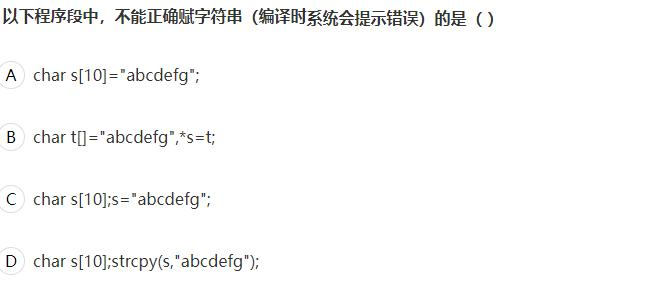 以下程序段中，不能正确赋字符串（编译时系统会提示错误）的是（ ）
A char s[10]="abcdefg";
B char t[]="abcdefg",*s=t;
C char s[10];s="abcdefg";
D char s[10];strcpy(s,"abcdefg");